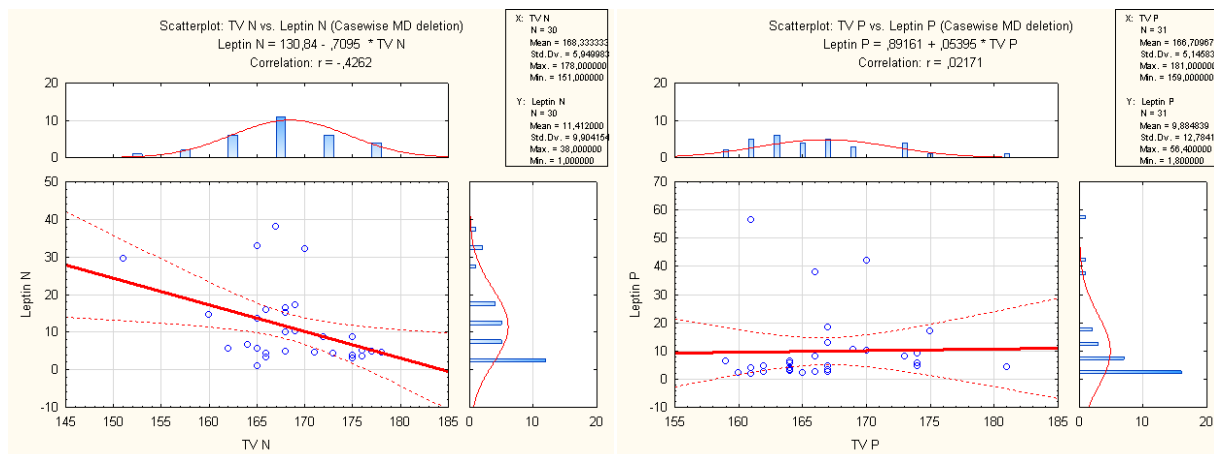 Scatterplot: TV N vs. Leptin N (Casewise MD deletion)
Leptin N = 130,84 - ,7095 * TV N
Correlation: r = -,4262
X: TV N
N = 30
Mean = 168,333333
Std.Dv. = 5,949983
Max. = 178,000000
Min. = 151,000000
Y: Leptin N
N = 30
Mean = 11,412000
Std.Dv. = 9,904154
Max. = 38,000000
Min. = 1,000000
20
10
0
50
40
30
20
10
0
-10
Leptin N
145 150 155 160 165 170 175 180 185
TV N
0 10 20
Scatterplot: TV P vs. Leptin P (Casewise MD deletion)
Leptin P = ,89161 + ,05395 * TV P
Correlation: r = ,02171
X: TV P
N = 31
Mean = 166,70967
Std.Dv. = 5,14583
Max. = 181,000000
Min. = 159,000000
Y: Leptin P
N = 31
Mean = 9,884839
Std.Dv. = 12,7841
Max. = 56,400000
Min. = 1,800000
20
10
0
70
60
50
40
30
20
10
0
-10
Leptin P
155 160 165 170 175 180 185
TV P
0 10 20